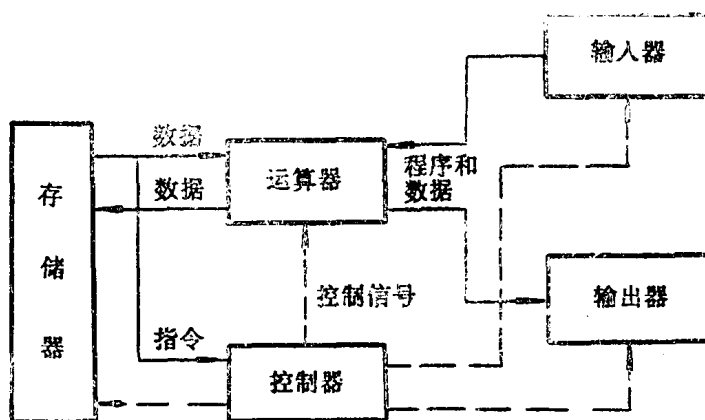 输入器
数据
存储器
运算器
程序和
数据
数据
控制信号
输出器
指令
控制器